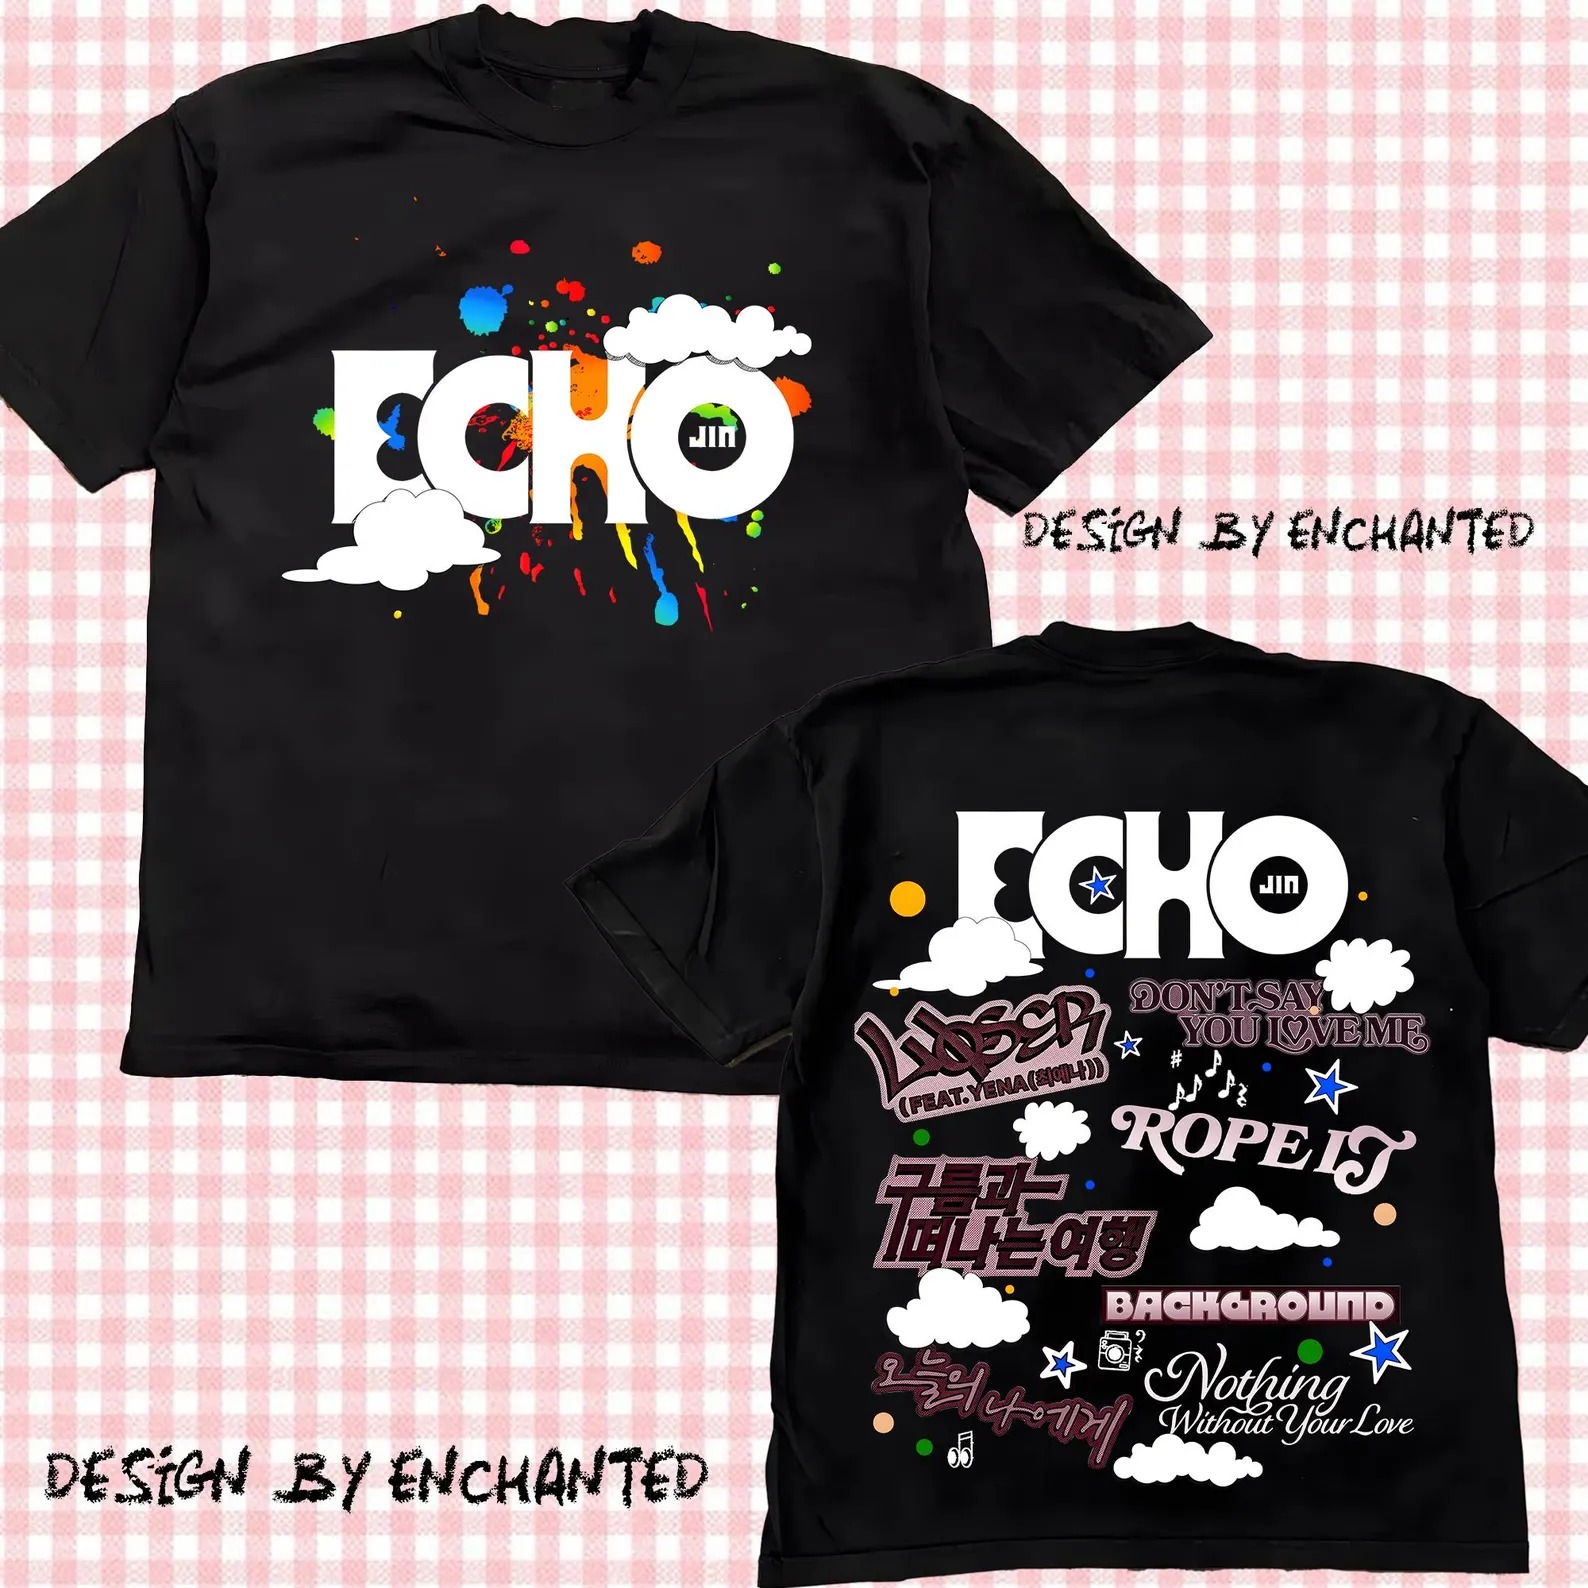 ECHO
JIN
DESIGN BY ENCHANTED
ECHO
JIN
LOSER
(FEAT.YENA(최예나))
DON'T SAY
YOU LOVE ME
ROPE IT
구름과
떠나는 여행
BACKGROUND
오늘의 나에게
Nothing
Without Your Love
DESIGN BY ENCHANTED